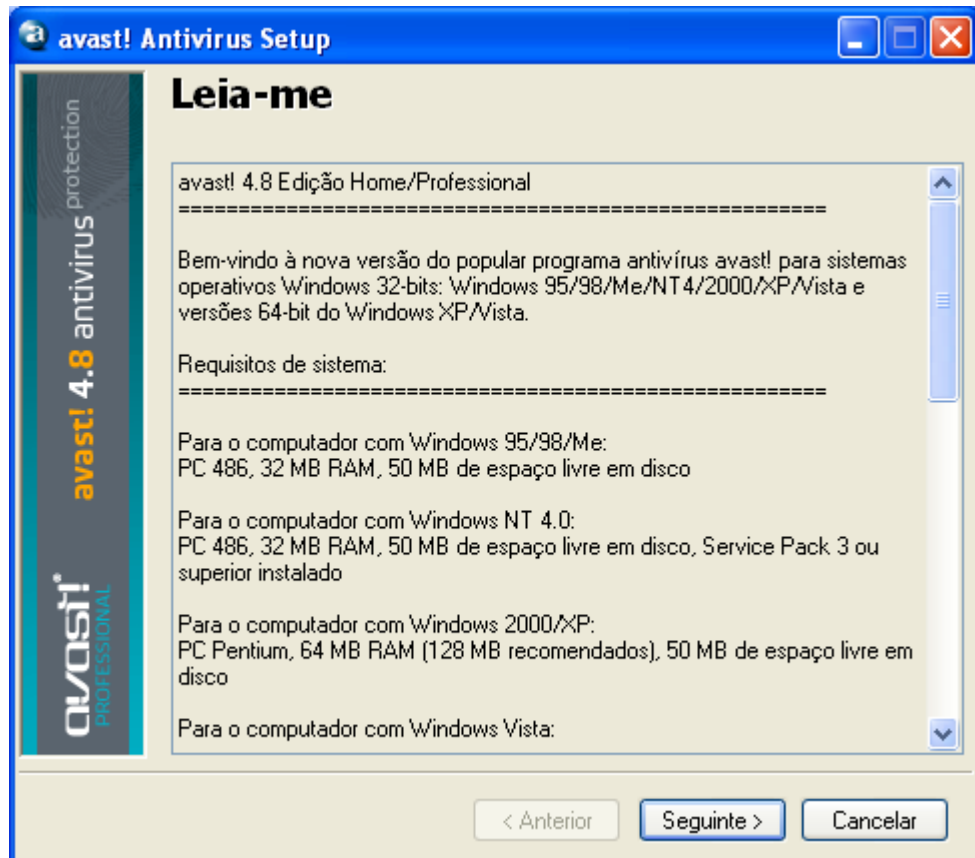 avast! Antivirus Setup
avast! 4.8 antivirus protection
avast!
PROFESSIONAL
Leia-me
avast! 4.8 Edição Home/Professional
======================================================
Bem-vindo à nova versão do popular programa antivírus avast! para sistemas
operativos Windows 32-bits: Windows 95/98/Me/NT4/2000/XP/Vista e
versões 64-bit do Windows XP/Vista.
Requisitos de sistema:
======================================================
Para o computador com Windows 95/98/Me:
PC 486, 32 MB RAM, 50 MB de espaço livre em disco
Para o computador com Windows NT 4.0:
PC 486, 32 MB RAM, 50 MB de espaço livre em disco, Service Pack 3 ou
superior instalado
Para o computador com Windows 2000/XP:
PC Pentium, 64 MB RAM (128 MB recomendados), 50 MB de espaço livre em
disco
Para o computador com Windows Vista:
< Anterior
Seguinte >
Cancelar